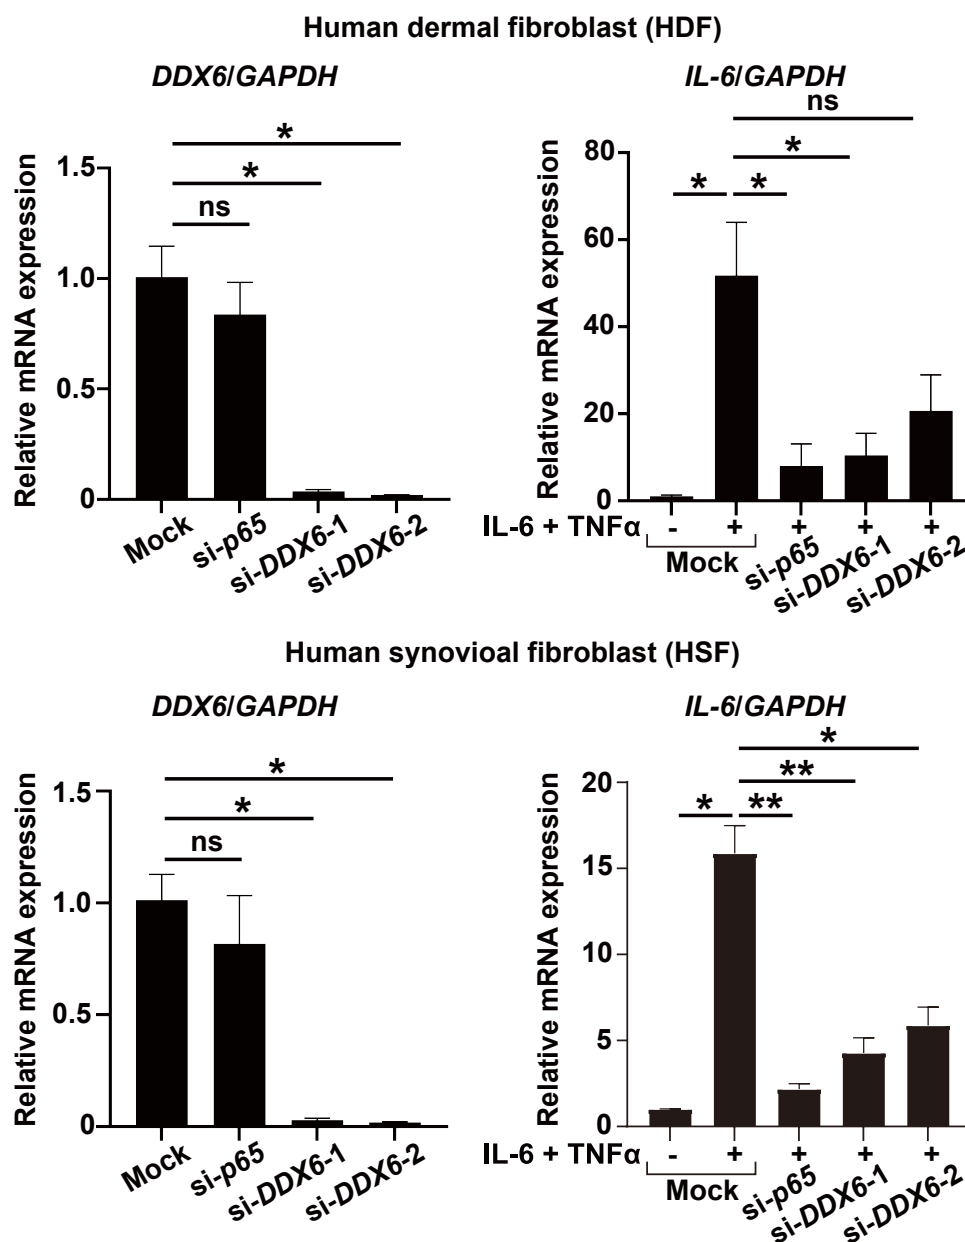 Human dermal fibroblast (HDF)
DDX6/GAPDH
*
*
ns
Relative mRNA expression
1.5
1.0
0.5
0
Mock
si-p65
si-DDX6-1
si-DDX6-2
IL-6/GAPDH
ns
*
*
*
Relative mRNA expression
80
60
40
20
0
IL-6 + TNFα - + + + +
Mock
si-p65
si-DDX6-1
si-DDX6-2
Human synovioal fibroblast (HSF)
DDX6/GAPDH
*
*
ns
Relative mRNA expression
1.5
1.0
0.5
0
Mock
si-p65
si-DDX6-1
si-DDX6-2
IL-6/GAPDH
*
**
* **
Relative mRNA expression
20
15
10
5
0
IL-6 + TNFα - + + + +
Mock
si-p65
si-DDX6-1
si-DDX6-2